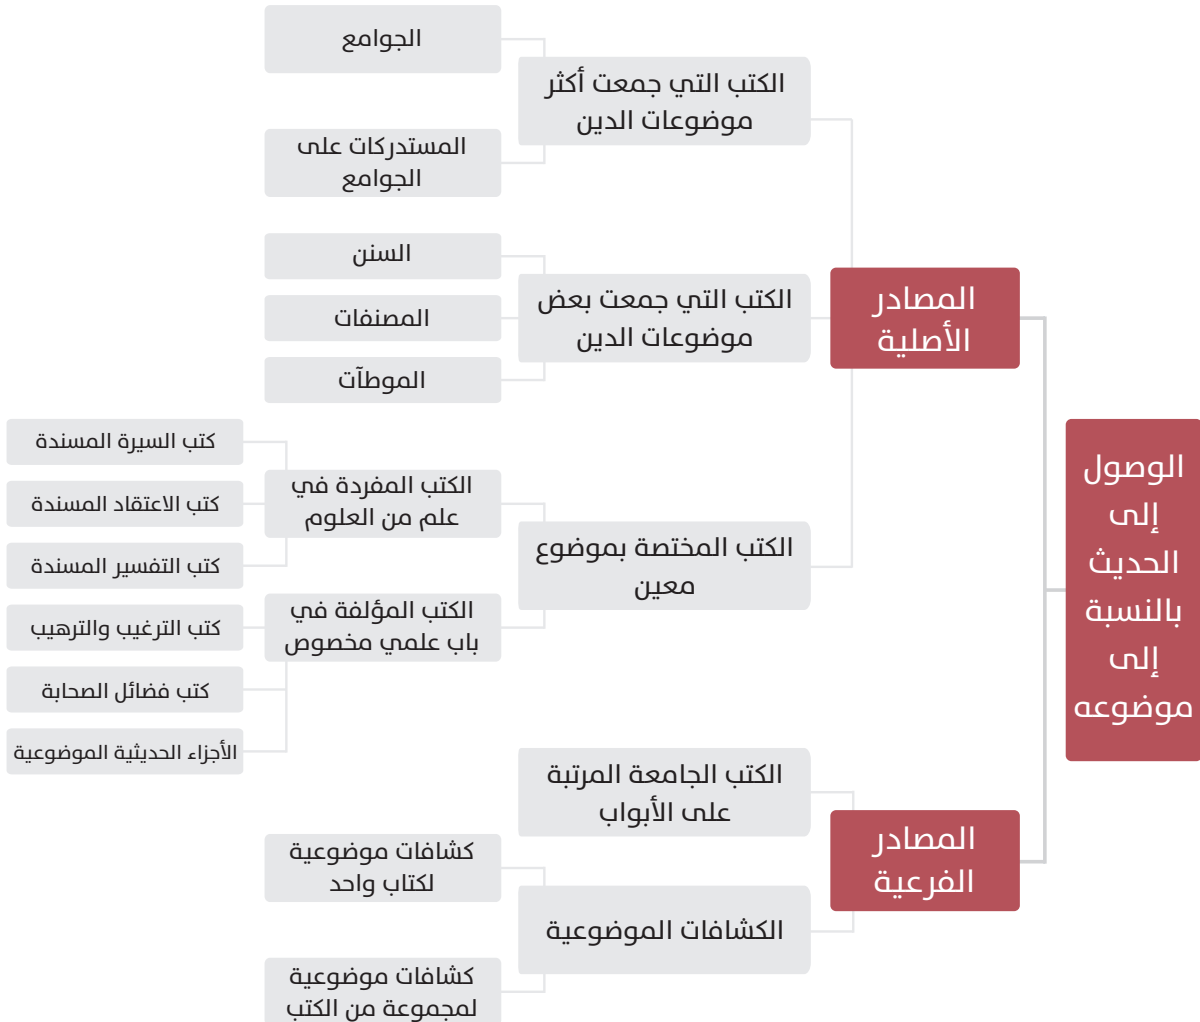 الوصول
إلى
الحديث
بالنسبة
إلى
موضوعه
المصادر
الأصلية
الكتب التي جمعت أكثر
موضوعات الدين
الجوامع
المستدركات على
الجوامع
الكتب التي جمعت بعض
موضوعات الدين
السنن
المصنفات
الموطآت
الكتب المختصة بموضوع
معين
الكتب المفردة في
علم من العلوم
كتب السيرة المسندة
كتب الاعتقاد المسندة
كتب التفسير المسندة
الكتب المؤلفة في
باب علمي مخصوص
كتب الترغيب والترهيب
كتب فضائل الصحابة
الأجزاء الحديثية الموضوعية
المصادر
الفرعية
الكتب الجامعة المرتبة
على الأبواب
الكشافات الموضوعية
كشافات موضوعية
لكتاب واحد
كشافات موضوعية
لمجموعة من الكتب